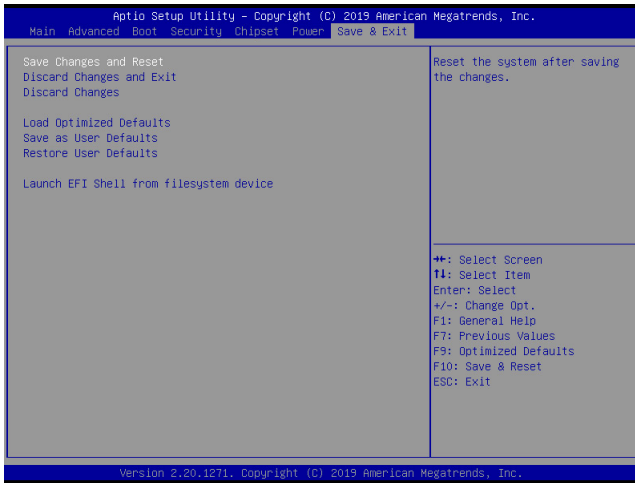 Aptio Setup Utility – Copyright (C) 2019 American Megatrends, Inc.
Main Advanced Boot Security Chipset Power Save & Exit
Save Changes and Reset
Discard Changes and Exit
Discard Changes
Load Optimized Defaults
Save as User Defaults
Restore User Defaults
Launch EFI Shell from filesystem device
Reset the system after saving
the changes.
→←: Select Screen
↑↓: Select Item
Enter: Select
+/-: Change Opt.
F1: General Help
F7: Previous Values
F9: Optimized Defaults
F10: Save & Reset
ESC: Exit
Version 2.20.1271. Copyright (C) 2019 American Megatrends, Inc.